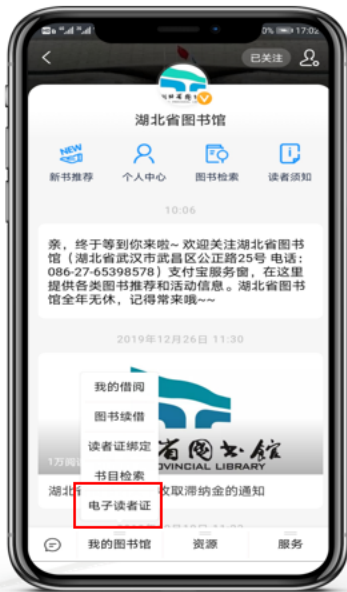 0% 17:02
已关注
湖北省图书馆
NEW
新书推荐 个人中心 图书检索 读者须知
10:06
亲，终于等到你来啦~ 欢迎关注湖北省图书
馆（湖北省武汉市武昌区公正路25号 电话：
086-27-65398578）支付宝服务窗，在这里
提供各类图书推荐和活动信息。湖北省图书
馆全年无休，记得常来哦~~
2019年12月26日 11:30
我的借阅
图书续借
读者证绑定
书目检索
电子读者证
省图书馆
VINCIAL LIBRARY
1万阅
湖北
收取滞纳金的通知
我的图书馆 资源 服务